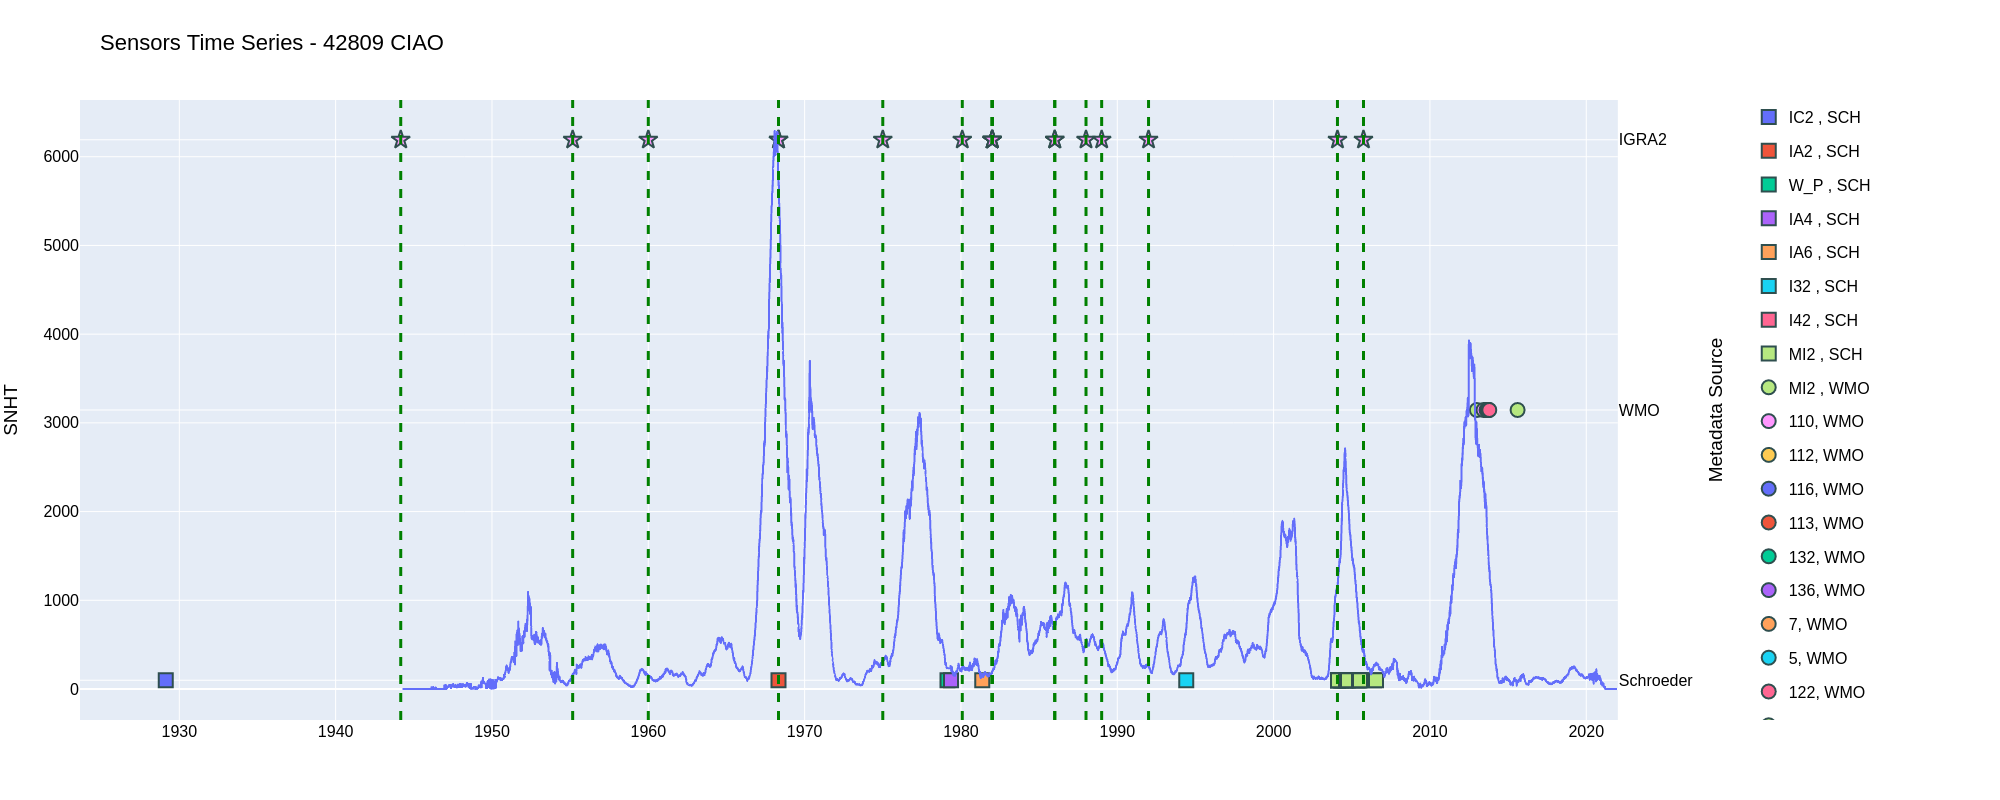 Sensors Time Series - 42809 CIAO
SNHT
6000
5000
4000
3000
2000
1000
0
1930 1940 1950 1960 1970 1980 1990 2000 2010 2020
IGRA2
WMO
Schroeder
Metadata Source
IC2 , SCH
IA2 , SCH
W_P , SCH
IA4 , SCH
IA6 , SCH
I32 , SCH
I42 , SCH
MI2 , SCH
MI2 , WMO
110, WMO
112, WMO
116, WMO
113, WMO
132, WMO
136, WMO
7, WMO
5, WMO
122, WMO